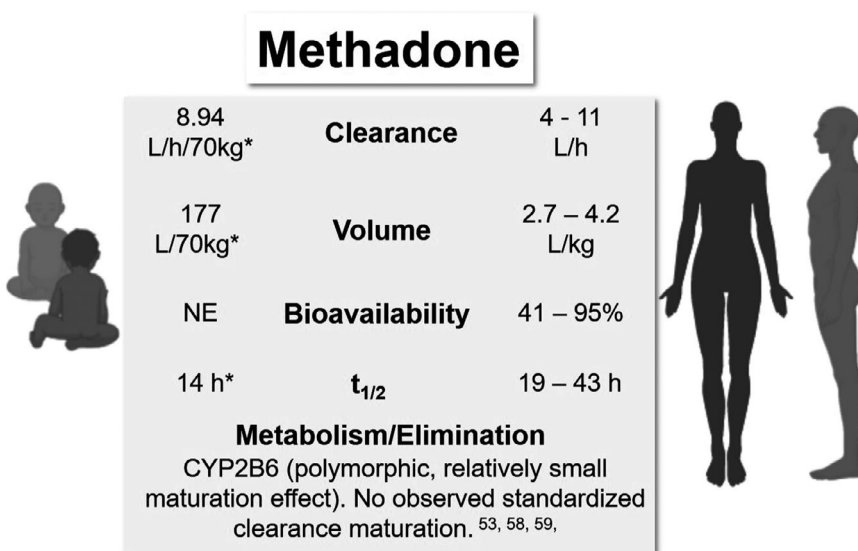 Methadone
8.94 Clearance 4 - 11
L/h/70kg* L/h
177 Volume 2.7 – 4.2
L/70kg* L/kg
NE Bioavailability 41 – 95%
14 h* t1/2 19 – 43 h
Metabolism/Elimination
CYP2B6 (polymorphic, relatively small
maturation effect). No observed standardized
clearance maturation. 53, 58, 59,